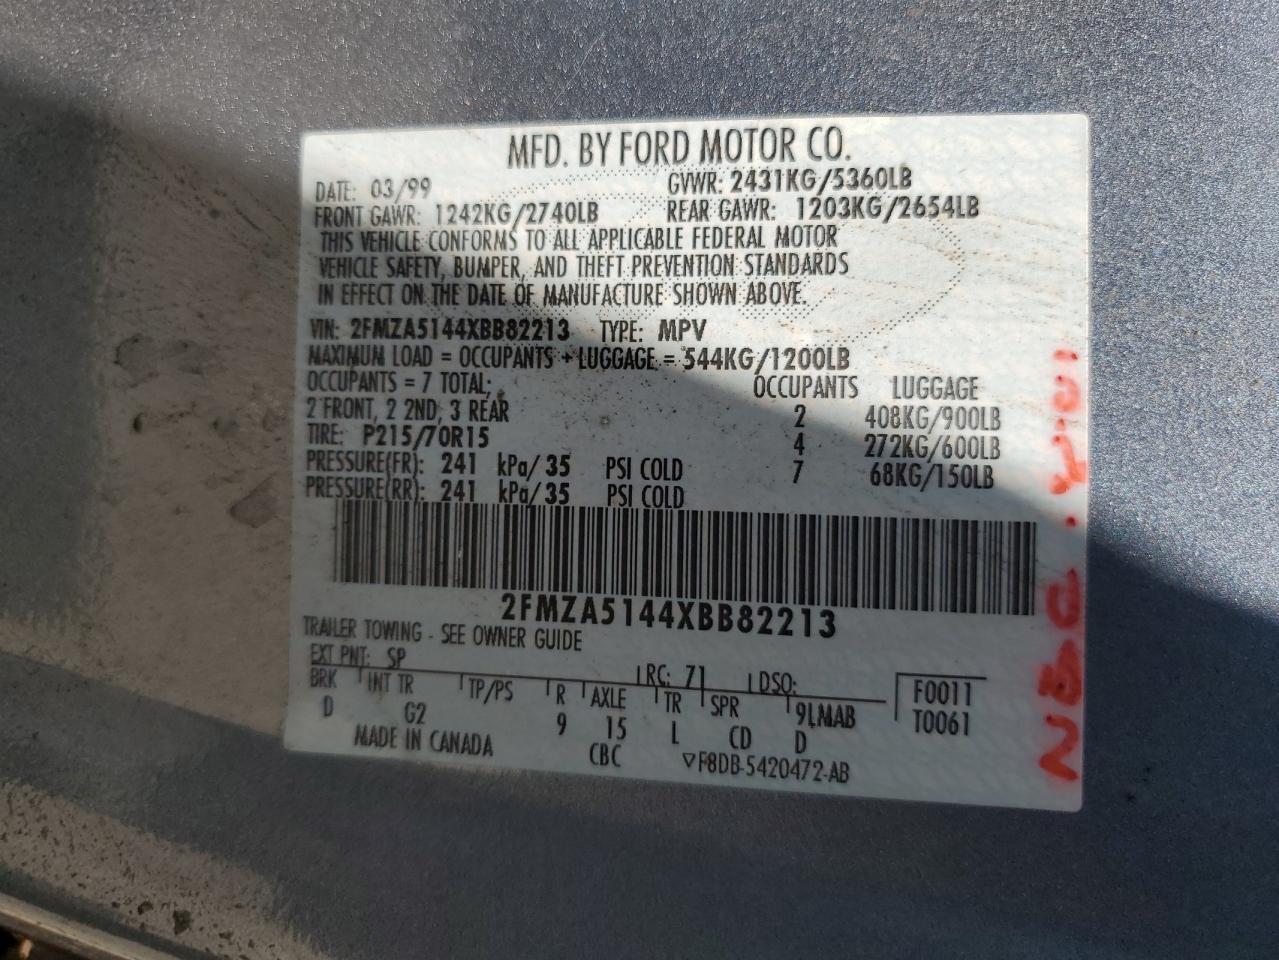 MFD. BY FORD MOTOR CO.
DATE: 03/99 GVWR: 2431KG/5360LB
FRONT GAWR: 1242KG/2740LB REAR GAWR: 1203KG/2654LB
THIS VEHICLE CONFORMS TO ALL APPLICABLE FEDERAL MOTOR
VEHICLE SAFETY, BUMPER, AND THEFT PREVENTION STANDARDS
IN EFFECT ON THE DATE OF MANUFACTURE SHOWN ABOVE.
VIN: 2FMZA5144XBB82213 TYPE: MPV
MAXIMUM LOAD = OCCUPANTS + LUGGAGE = 544KG/1200LB
OCCUPANTS = 7 TOTAL; OCCUPANTS LUGGAGE
2 FRONT, 2 2ND, 3 REAR 2 408KG/900LB
TIRE: P215/70R15 4 272KG/600LB
PRESSURE(FR): 241 kPa/35 PSI COLD 7 68KG/150LB
PRESSURE(RR): 241 kPa/35 PSI COLD
2FMZA5144XBB82213
TRAILER TOWING - SEE OWNER GUIDE
EXT PNT: SP RC: 71 DSO:
BRK INT TR TP/PS R AXLE TR SPR 9LMAB F0011
D G2 9 15 L CD D T0061
MADE IN CANADA CBC ▽F8DB-5420472-AB